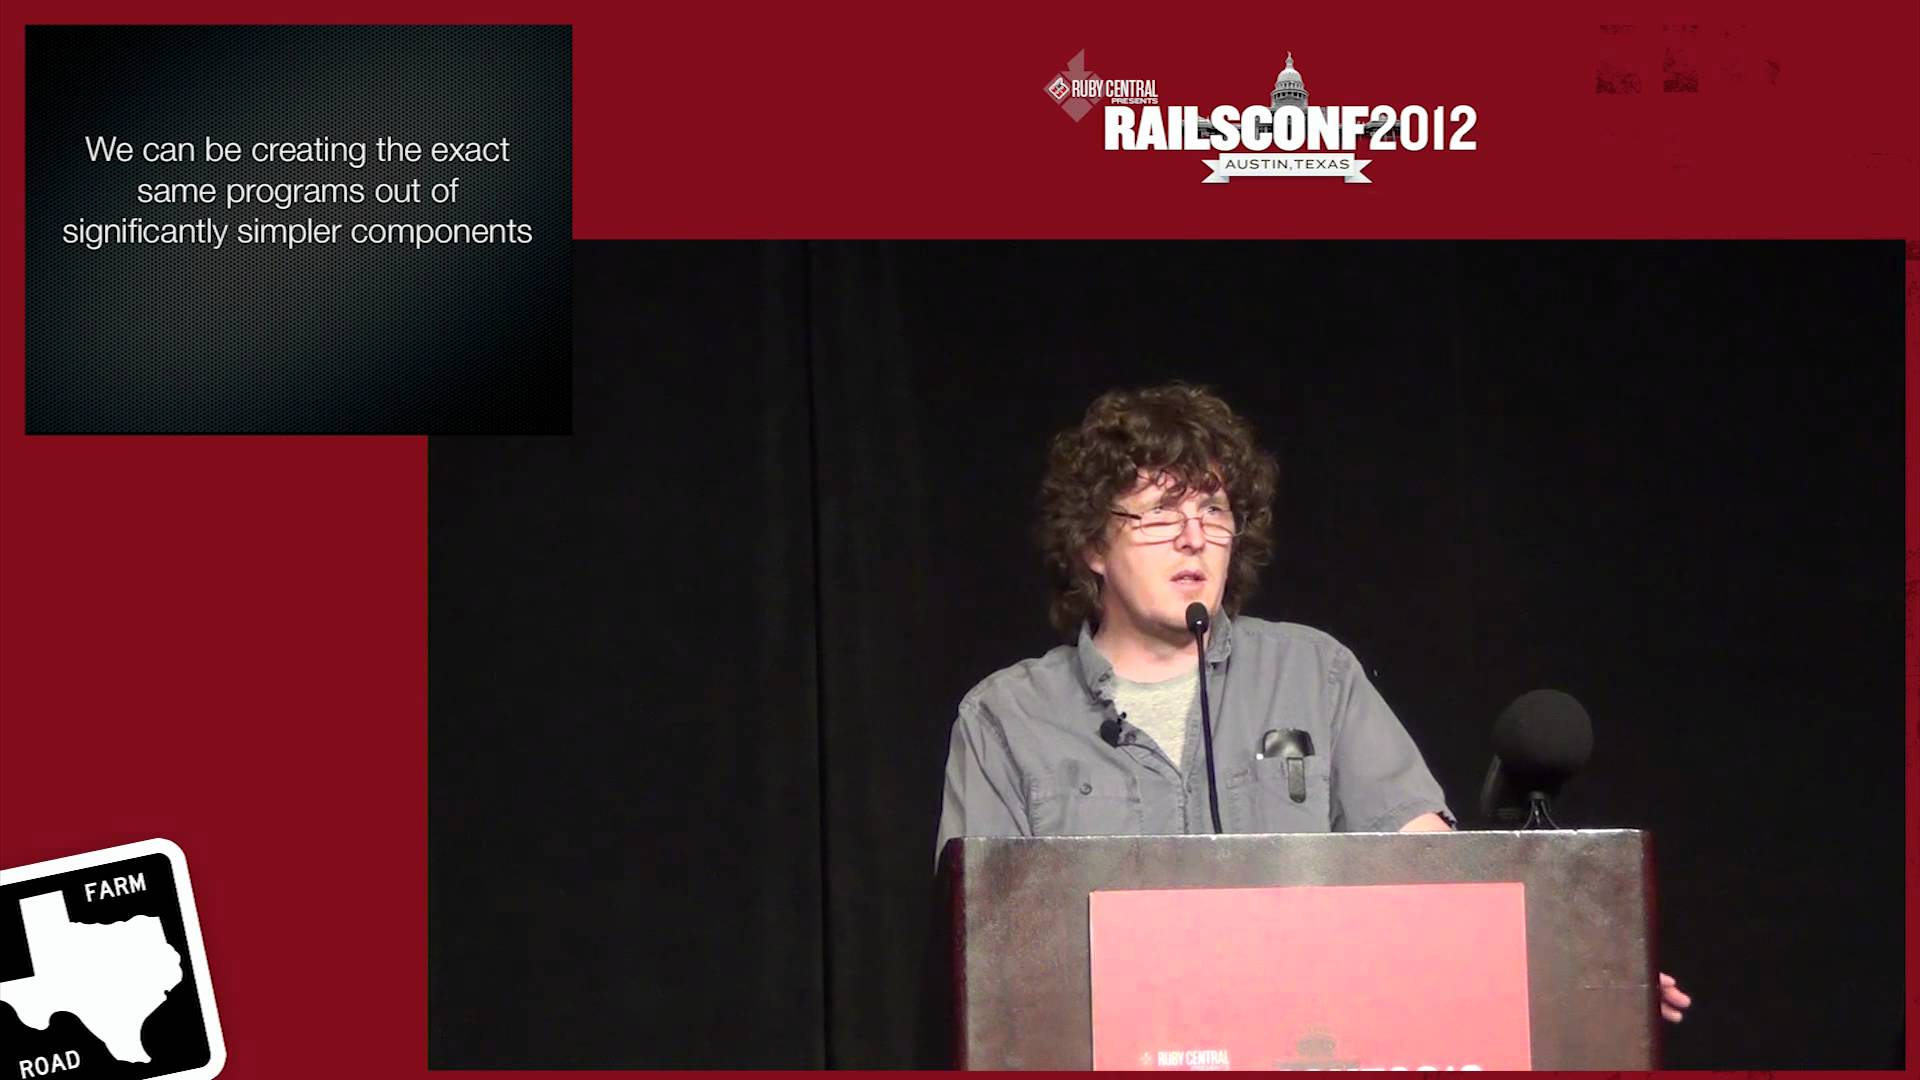 We can be creating the exact
same programs out of
significantly simpler components
RUBY CENTRAL
PRESENTS
RAILSCONF2012
AUSTIN, TEXAS
FARM
ROAD
RUBY CENTRAL